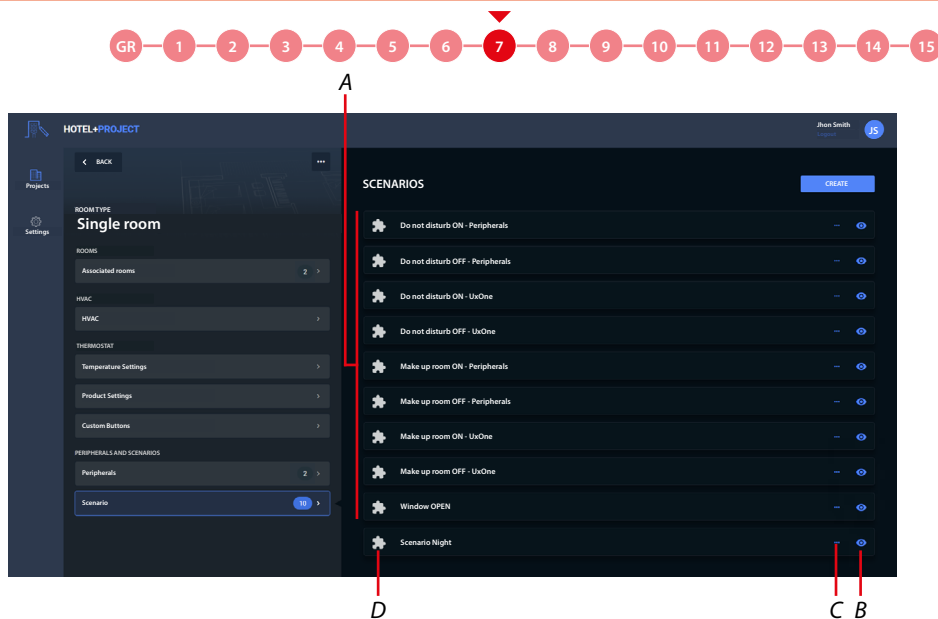 GR 1 2 3 4 5 6 7 8 9 10 11 12 13 14 15
A
HOTEL+PROJECT
Jhon Smith
Logout
JS
Projects
Settings
BACK
ROOM TYPE
Single room
ROOMS
Associated rooms 2
HVAC
HVAC
THERMOSTAT
Temperature Settings
Product Settings
Custom Buttons
PERIPHERALS AND SCENARIOS
Peripherals 2
Scenario 10
SCENARIOS
CREATE
Do not disturb ON - Peripherals
Do not disturb OFF - Peripherals
Do not disturb ON - UxOne
Do not disturb OFF - UxOne
Make up room ON - Peripherals
Make up room OFF - Peripherals
Make up room ON - UxOne
Make up room OFF - UxOne
Window OPEN
Scenario Night
D C B